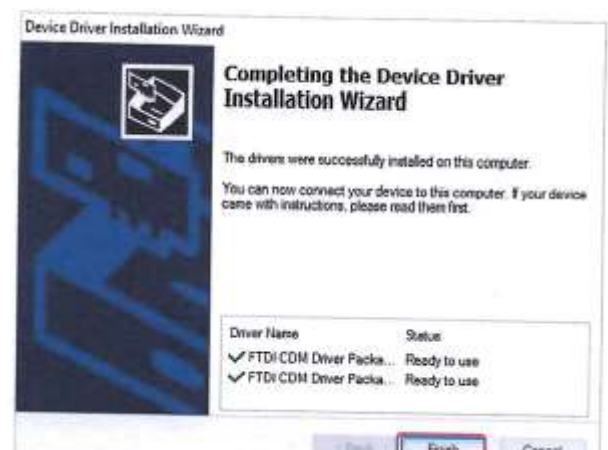 Device Driver Installation Wizard
Completing the Device Driver
Installation Wizard
The drivers were successfully installed on this computer.
You can now connect your device to this computer. If your device
came with instructions, please read them first.
Driver Name Status
FTDI CDM Driver Packa... Ready to use
FTDI CDM Driver Packa... Ready to use
< Back Finish Cancel